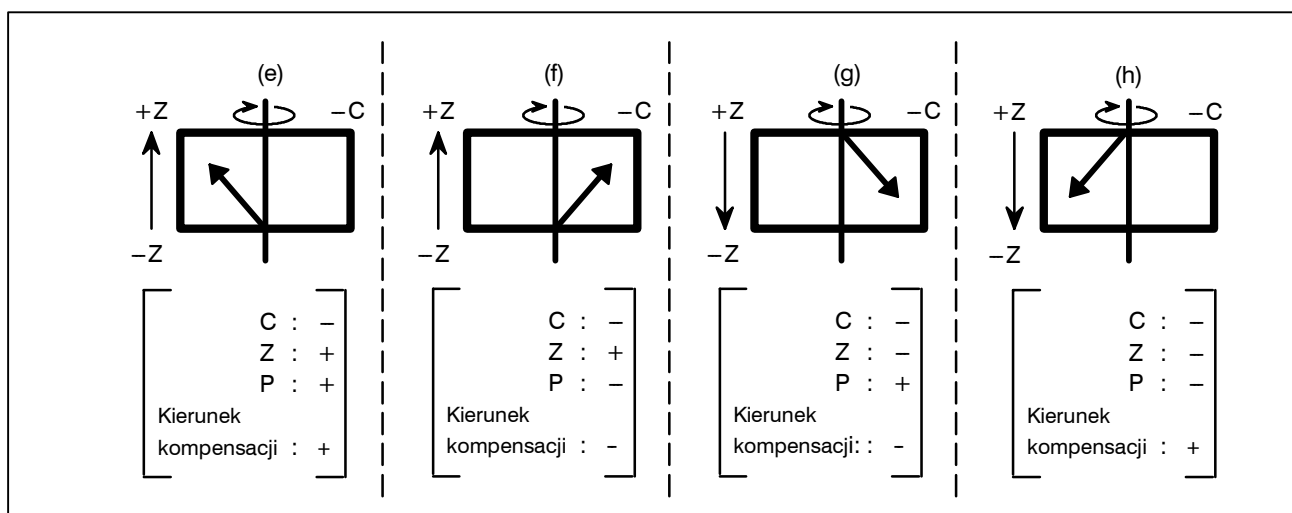 (e) (f) (g) (h)
+Z −C +Z −C +Z −C +Z −C
−Z −Z −Z −Z
C : − C : − C : − C : −
Z : + Z : + Z : − Z : −
P : + P : − P : + P : −
Kierunek Kierunek Kierunek Kierunek
kompensacji : + kompensacji : − kompensacji: : − kompensacji : +